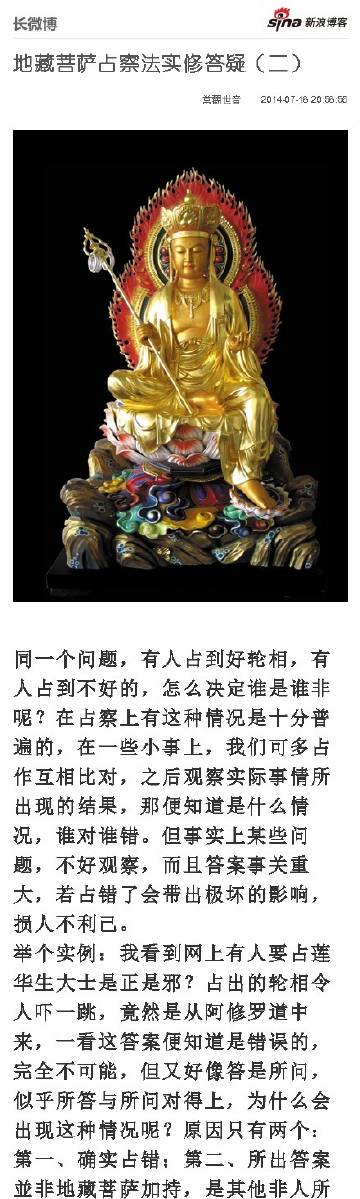 长微博
sina 新浪博客
地藏菩萨占察法实修答疑（二）
2014-07-16 20:56:56
同一个问题，有人占到好轮相，有
人占到不好的，怎么决定谁是谁非
呢？在占察上有这种情况是十分普
遍的，在一些小事上，我们可多占
作互相比对，之后观察实际事情所
出现的结果，那便知道是什么情
况，谁对谁错。但事实上某些问
题，不好观察，而且答案事关重
大，若占错了会带出极坏的影响，
损人不利己。
举个实例：我看到网上有人要占莲
华生大士是正是邪？占出的轮相令
人吓一跳，竟然是从阿修罗道中
来，一看这答案便知道是错误的，
完全不可能，但又好像答是所问，
似乎所答与所问对得上，为什么会
出现这种情况呢？原因只有两个：
第一、确实占错；第二、所出答案
並非地藏菩萨加持，是其他非人所